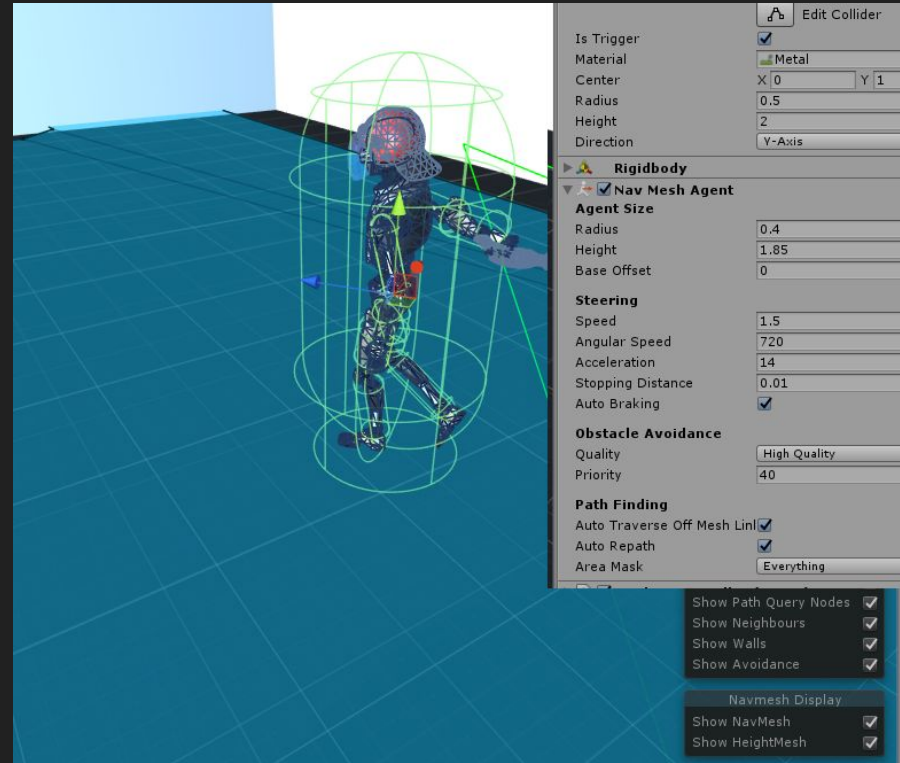 Edit Collider
Is Trigger
Material Metal
Center X 0 Y 1
Radius 0.5
Height 2
Direction Y-Axis
Rigidbody
Nav Mesh Agent
Agent Size
Radius 0.4
Height 1.85
Base Offset 0
Steering
Speed 1.5
Angular Speed 720
Acceleration 14
Stopping Distance 0.01
Auto Braking
Obstacle Avoidance
Quality High Quality
Priority 40
Path Finding
Auto Traverse Off Mesh Linl
Auto Repath
Area Mask Everything
Show Path Query Nodes
Show Neighbours
Show Walls
Show Avoidance
Navmesh Display
Show NavMesh
Show HeightMesh